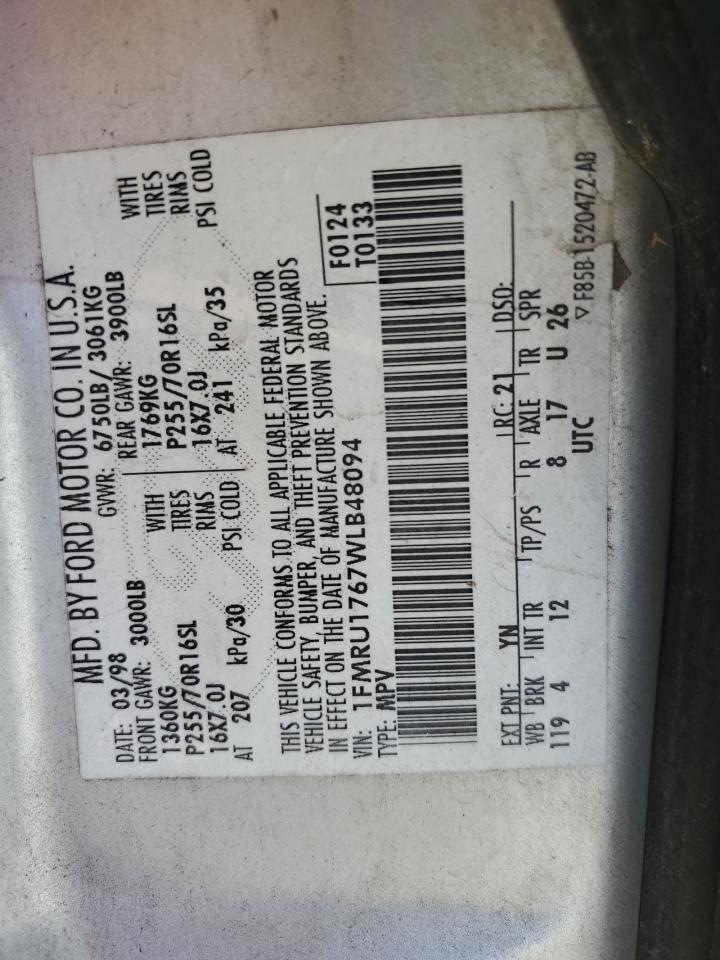 MFD. BY FORD MOTOR CO. IN U.S.A.
DATE: 03/98 GVWR: 6750LB/ 3061KG
FRONT GAWR: 3000LB REAR GAWR: 3900LB
1360KG WITH 1769KG WITH
P255/70R16SL TIRES P255/70R16SL TIRES
16X7.0J RIMS 16X7.0J RIMS
AT 207 kPa/30 PSI COLD AT 241 kPa/35 PSI COLD
THIS VEHICLE CONFORMS TO ALL APPLICABLE FEDERAL MOTOR
VEHICLE SAFETY, BUMPER, AND THEFT PREVENTION STANDARDS
IN EFFECT ON THE DATE OF MANUFACTURE SHOWN ABOVE.
VIN: 1FMRU1767WLB48094 F0124
TYPE: MPV T0133
EXT PNT: YN RC: 21 DSO:
WB BRK INT TR TP/PS R AXLE TR SPR
119 4 12 8 17 U 26
UTC
▽ F85B-1520472-AB